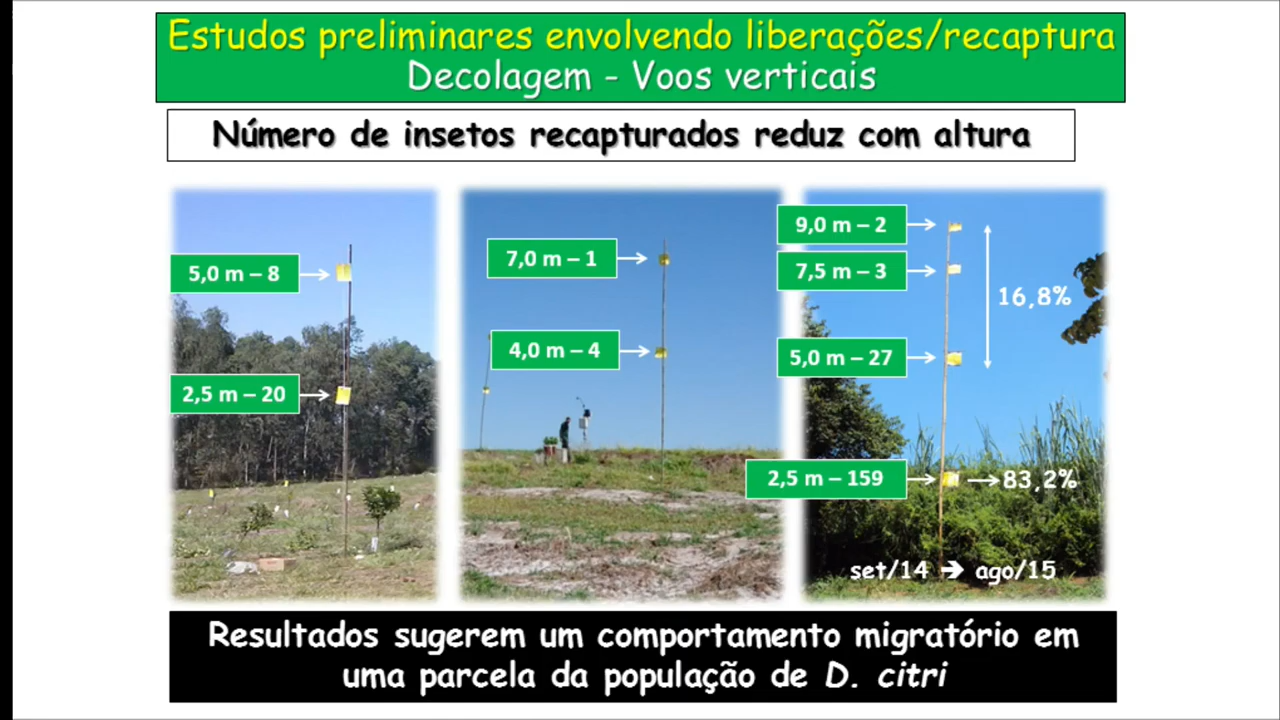 Estudos preliminares envolvendo liberações/recaptura
Decolagem - Voos verticais
Número de insetos recapturados reduz com altura
5,0 m – 8
2,5 m – 20
7,0 m – 1
4,0 m – 4
9,0 m – 2
7,5 m – 3
16,8%
5,0 m – 27
2,5 m – 159
83,2%
set/14 → ago/15
Resultados sugerem um comportamento migratório em
uma parcela da população de D. citri